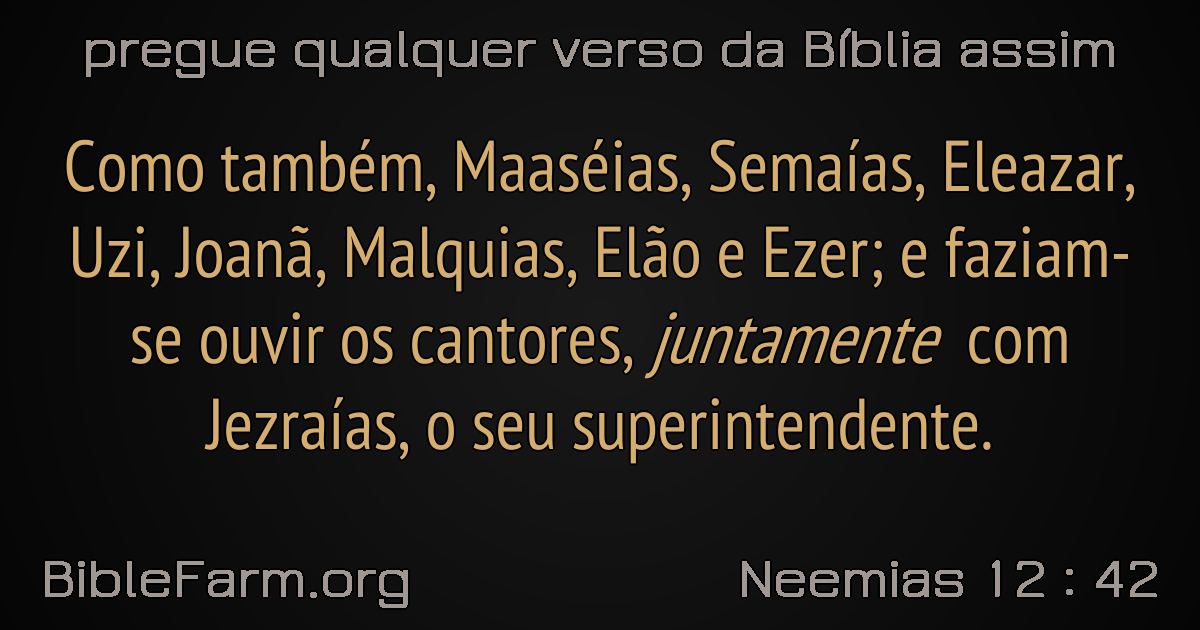 pregue qualquer verso da Bíblia assim
Como também, Maaséias, Semaías, Eleazar,
Uzi, Joanã, Malquias, Elão e Ezer; e faziam-
se ouvir os cantores, juntamente com
Jezraías, o seu superintendente.
BibleFarm.org
Neemias 12 : 42